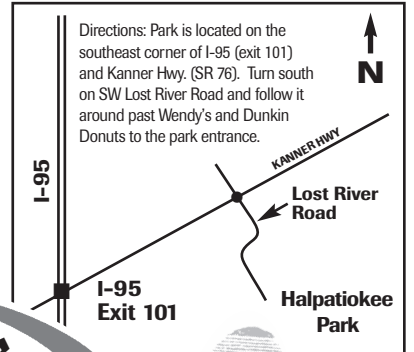 Directions: Park is located on the
southeast corner of I-95 (exit 101)
and Kanner Hwy. (SR 76). Turn south
on SW Lost River Road and follow it
around past Wendy's and Dunkin
Donuts to the park entrance.
N
KANNER HWY
I-95
Lost River
Road
I-95
Exit 101
Halpatiokee
Park